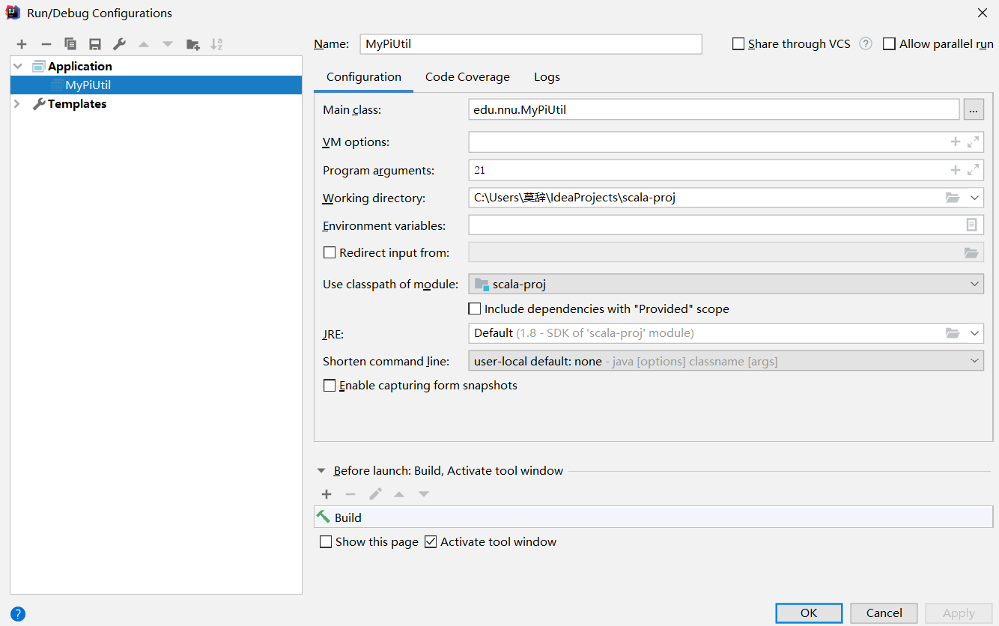 Run/Debug Configurations
Name: MyPiUtil Share through VCS ? Allow parallel run
Application
MyPiUtil
Templates
Configuration Code Coverage Logs
Main class: edu.nnu.MyPiUtil ...
VM options:
Program arguments: 21
Working directory: C:\Users\莫辞\IdeaProjects\scala-proj
Environment variables:
Redirect input from:
Use classpath of module: scala-proj
Include dependencies with "Provided" scope
JRE: Default (1.8 - SDK of 'scala-proj' module)
Shorten command line: user-local default: none - java [options] classname [args]
Enable capturing form snapshots
Before launch: Build, Activate tool window
Build
Show this page Activate tool window
? OK Cancel Apply